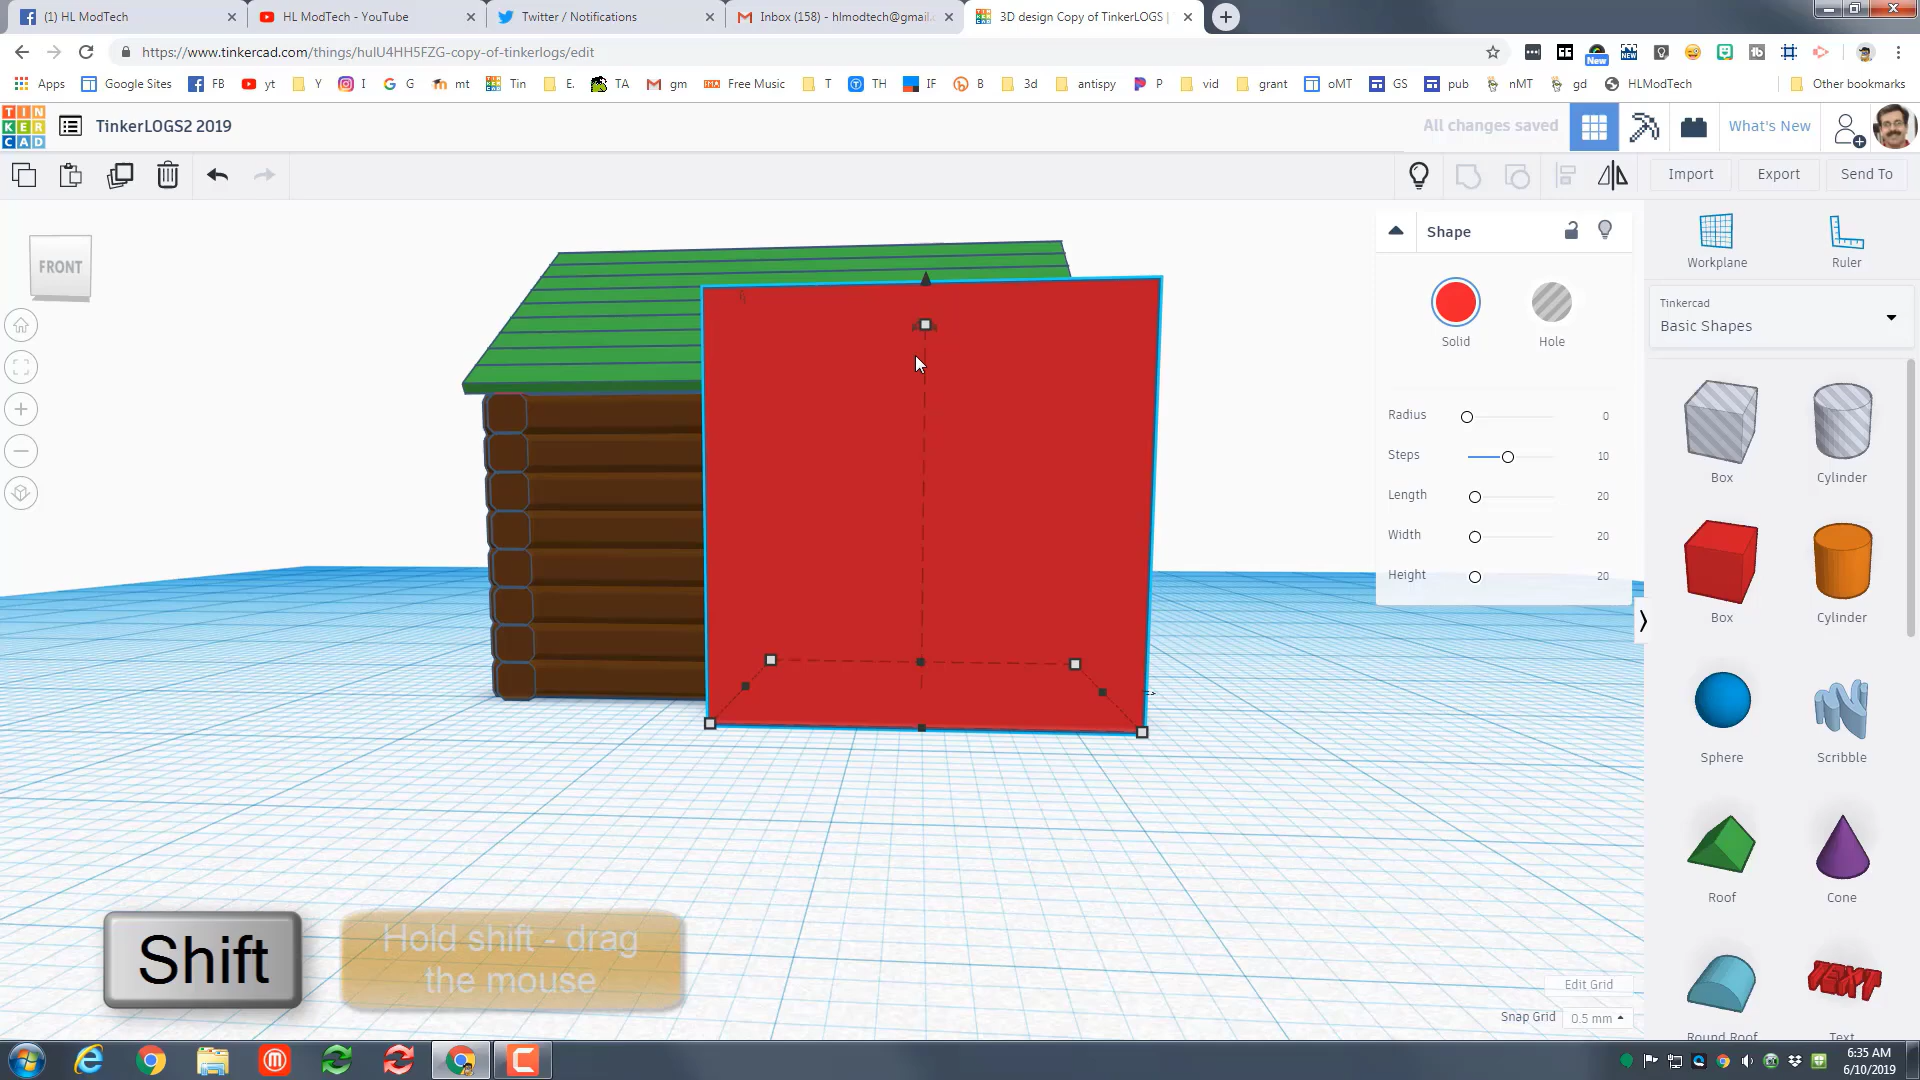 (1) HL ModTech
HL ModTech - YouTube
Twitter / Notifications
Inbox (158) - hlmodtech@gmail.c
3D design Copy of TinkerLOGS |
https://www.tinkercad.com/things/hulU4HH5FZG-copy-of-tinkerlogs/edit
New
Apps
Google Sites
FB
yt
Y
I
G
mt
Tin
E.
TA
gm
Free Music
T
TH
IF
B
3d
antispy
P
vid
grant
oMT
GS
pub
nMT
gd
HLModTech
Other bookmarks
TIN
KER
CAD
TinkerLOGS2 2019
All changes saved
What's New
Import
Export
Send To
FRONT
Shape
Solid
Hole
Radius 0
Steps 10
Length 20
Width 20
Height 20
Workplane
Ruler
Tinkercad
Basic Shapes
Box
Cylinder
Box
Cylinder
Sphere
Scribble
Roof
Cone
TEXT
Round Roof
Text
Shift
Hold shift - drag
the mouse
Edit Grid
Snap Grid 0.5 mm
6:35 AM
6/10/2019